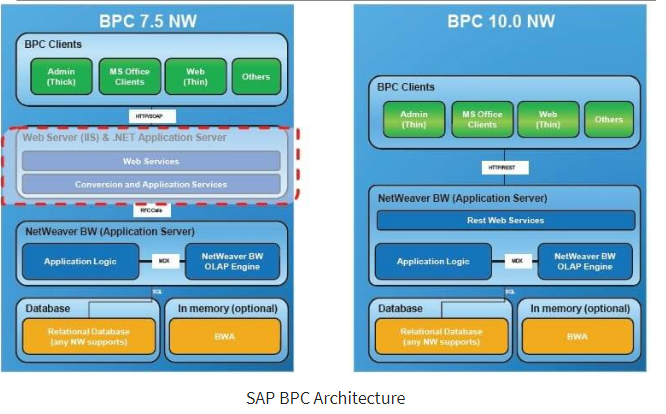 BPC 7.5 NW
BPC Clients
Admin
(Thick)
MS Office
Clients
Web
(Thin)
Others
HTTP/SOAP
Web Server (IIS) & .NET Application Server
Web Services
Conversion and Application Services
RFC Calls
NetWeaver BW (Application Server)
Application Logic
MDX
NetWeaver BW
OLAP Engine
SQL
Database
Relational Database
(any NW supports)
In memory (optional)
BWA
BPC 10.0 NW
BPC Clients
Admin
(Thin)
MS Office
Clients
Web
(Thin)
Others
HTTP/REST
NetWeaver BW (Application Server)
Rest Web Services
Application Logic
MDX
NetWeaver BW
OLAP Engine
SQL
Database
Relational Database
(any NW supports)
In memory (optional)
BWA
SAP BPC Architecture